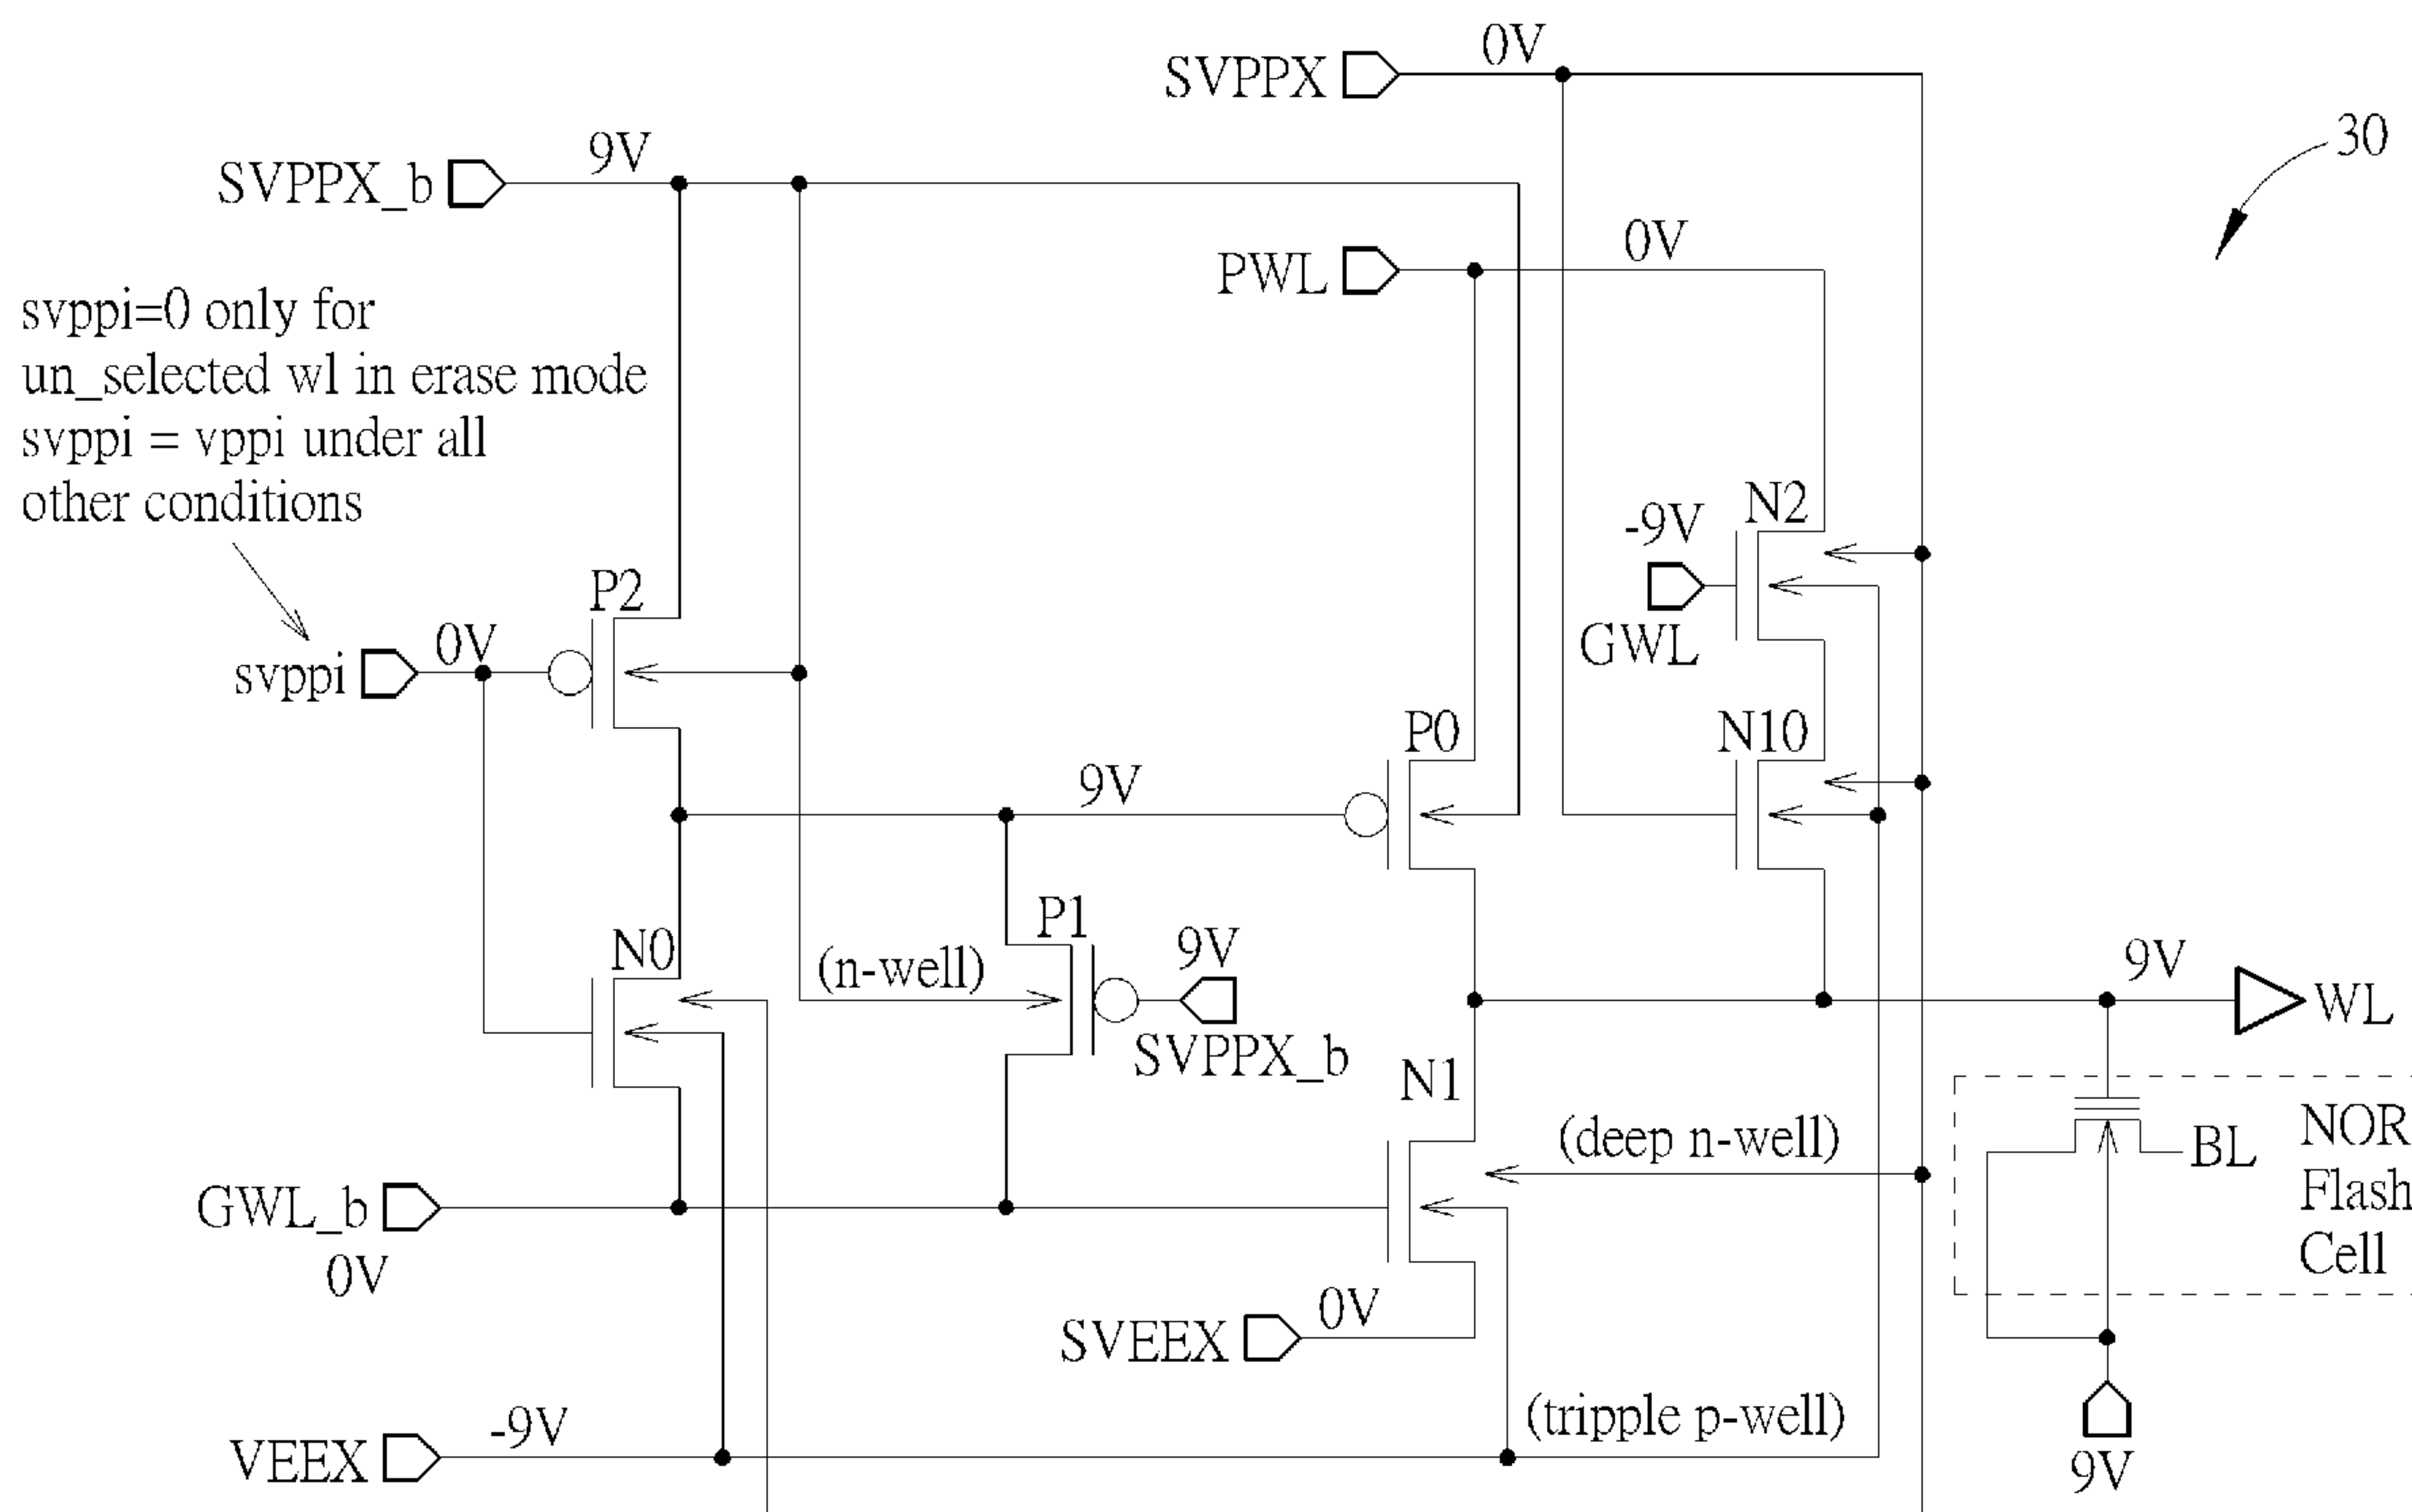 SVPPX
0V
30
SVPPX_b
9V
PWL
0V
svppi=0 only for
un_selected wl in erase mode
svppi = vppi under all
other conditions
N2
-9V
GWL
P2
svppi
0V
P0
N10
9V
P1
N0
(n-well)
9V
SVPPX_b
9V
WL
N1
(deep n-well)
BL
NOR
Flash
Cell
GWL_b
0V
SVEEX
0V
(tripple p-well)
VEEX
-9V
9V